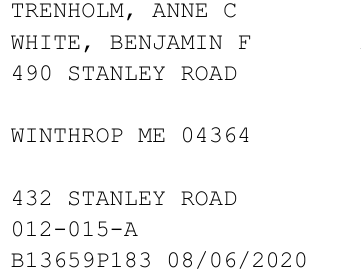 TRENHOLM, ANNE C
WHITE, BENJAMIN F
490 STANLEY ROAD
WINTHROP ME 04364
432 STANLEY ROAD
012-015-A
B13659P183 08/06/2020